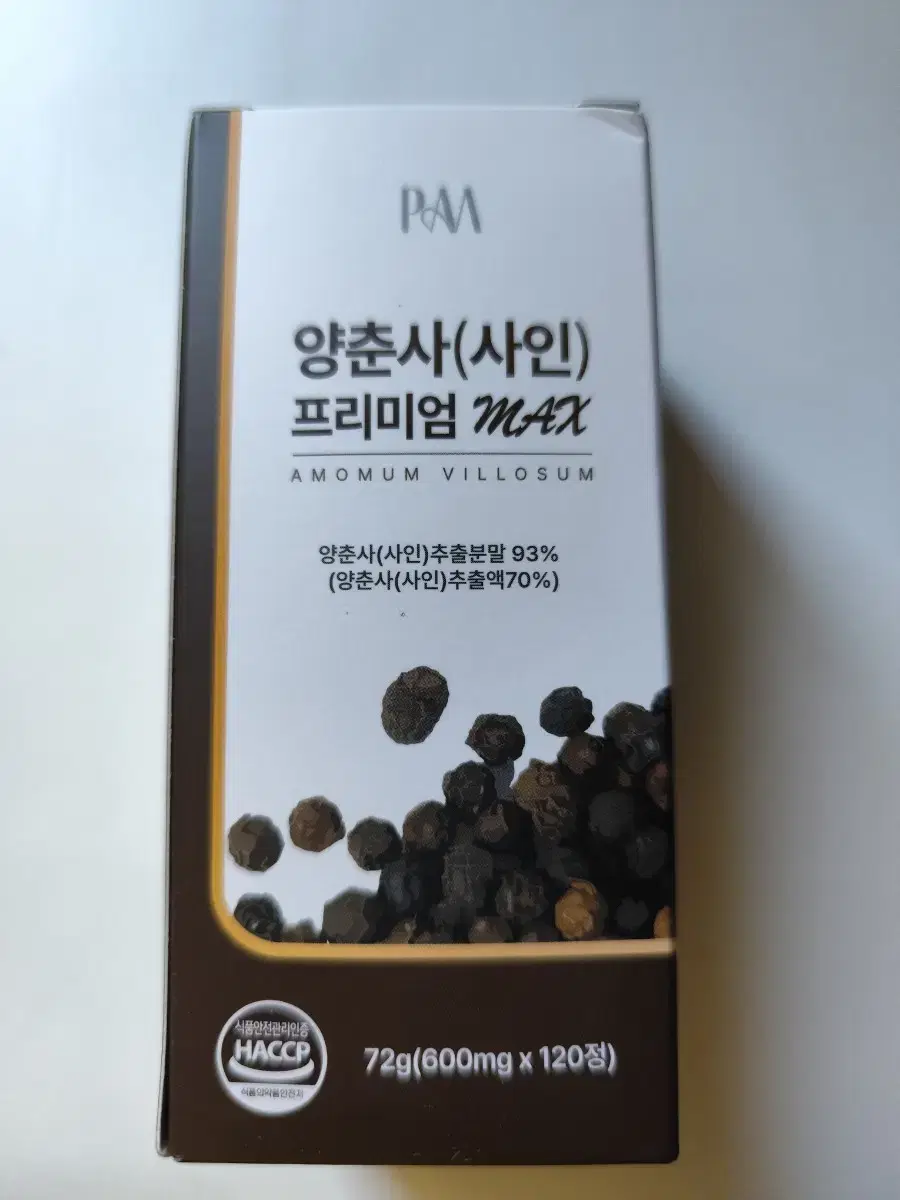 P&M
양춘사(사인)
프리미엄 MAX
AMOMUM VILLOSUM
양춘사(사인)추출분말 93%
(양춘사(사인)추출액70%)
식품안전관리인증
HACCP
식품의약품안전처
72g(600mg x 120정)